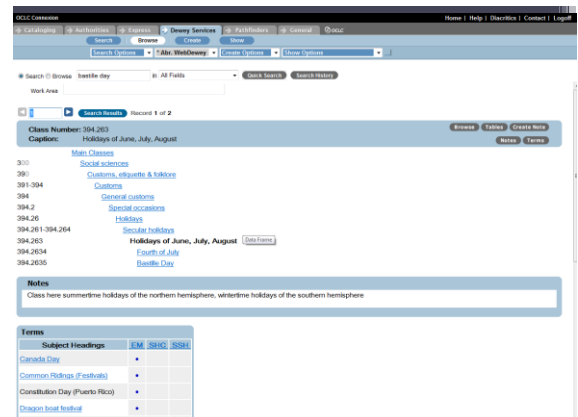 OCLC Connexion
Home | Help | Diacritics | Contact | Logoff
Cataloging Authorities Express Dewey Services Pathfinders General OCLC
Search Browse Create Show
Search Options Abr. WebDewey Create Options Show Options
Search Browse bastille day in All Fields Quick Search Search History
Work Area
1 Search Results Record 1 of 2
Class Number: 394.263 Browse Tables Create Note
Caption: Holidays of June, July, August Notes Terms
Main Classes
300 Social sciences
390 Customs, etiquette & folklore
391-394 Customs
394 General customs
394.2 Special occasions
394.26 Holidays
394.261-394.264 Secular holidays
394.263 Holidays of June, July, August Data Frame
394.2634 Fourth of July
394.2635 Bastille Day
Notes
Class here summertime holidays of the northern hemisphere, wintertime holidays of the southern hemisphere
Terms
Subject Headings EM SHC SSH
Canada Day
Common Ridings (Festivals)
Constitution Day (Puerto Rico)
Dragon boat festival